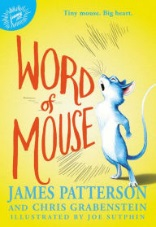 Tiny mouse. Big heart.
WORD
of
MOUSE
JAMES PATTERSON
AND CHRIS GRABENSTEIN
ILLUSTRATED BY JOE SUTPHIN